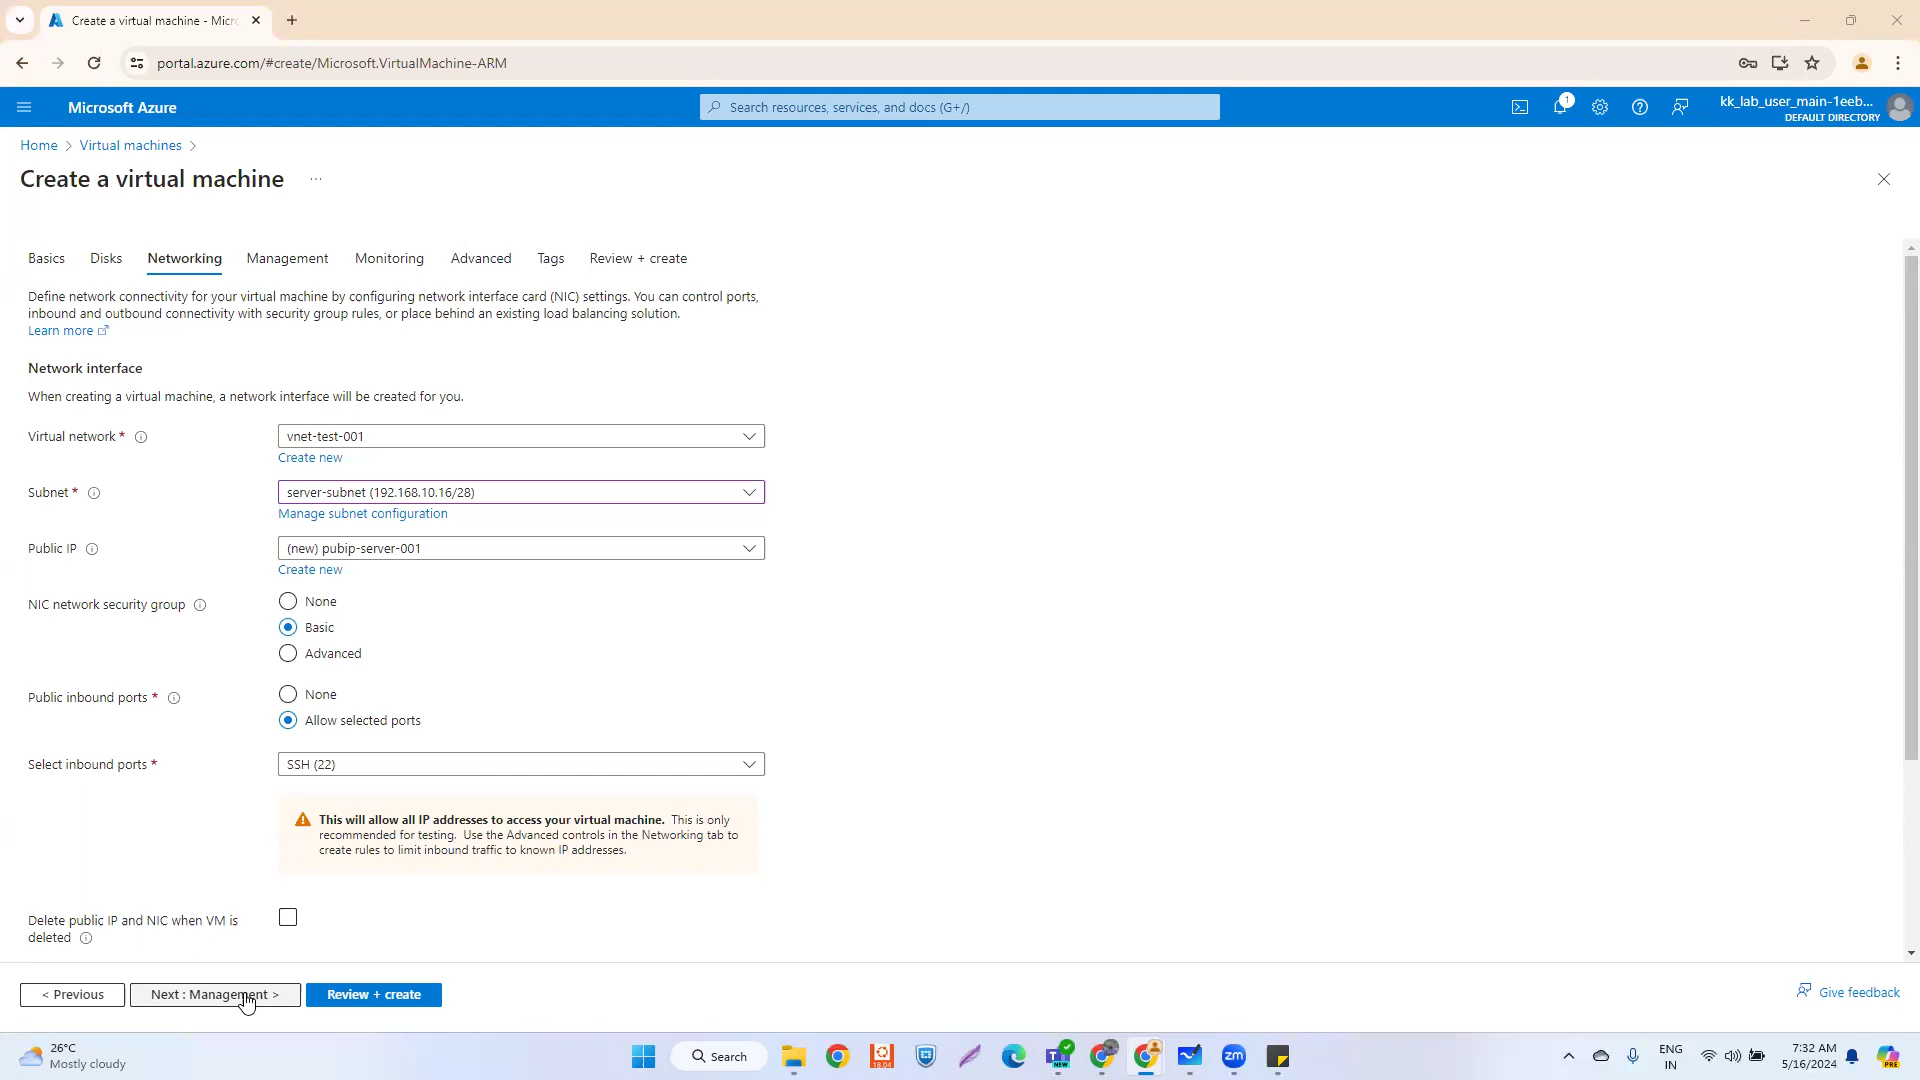 Create a virtual machine - Micr
portal.azure.com/#create/Microsoft.VirtualMachine-ARM
Microsoft Azure
Search resources, services, and docs (G+/)
1
kk_lab_user_main-1eeb...
DEFAULT DIRECTORY
Home > Virtual machines >
Create a virtual machine ...
Basics Disks Networking Management Monitoring Advanced Tags Review + create
Define network connectivity for your virtual machine by configuring network interface card (NIC) settings. You can control ports,
inbound and outbound connectivity with security group rules, or place behind an existing load balancing solution.
Learn more
Network interface
When creating a virtual machine, a network interface will be created for you.
Virtual network *
vnet-test-001
Create new
Subnet *
server-subnet (192.168.10.16/28)
Manage subnet configuration
Public IP
(new) pubip-server-001
Create new
NIC network security group
None
Basic
Advanced
Public inbound ports *
None
Allow selected ports
Select inbound ports *
SSH (22)
This will allow all IP addresses to access your virtual machine. This is only
recommended for testing. Use the Advanced controls in the Networking tab to
create rules to limit inbound traffic to known IP addresses.
Delete public IP and NIC when VM is
deleted
< Previous
Next : Management >
Review + create
Give feedback
26°C
Mostly cloudy
Search
18.04
NEW
zm
ENG
IN
7:32 AM
5/16/2024
PRE